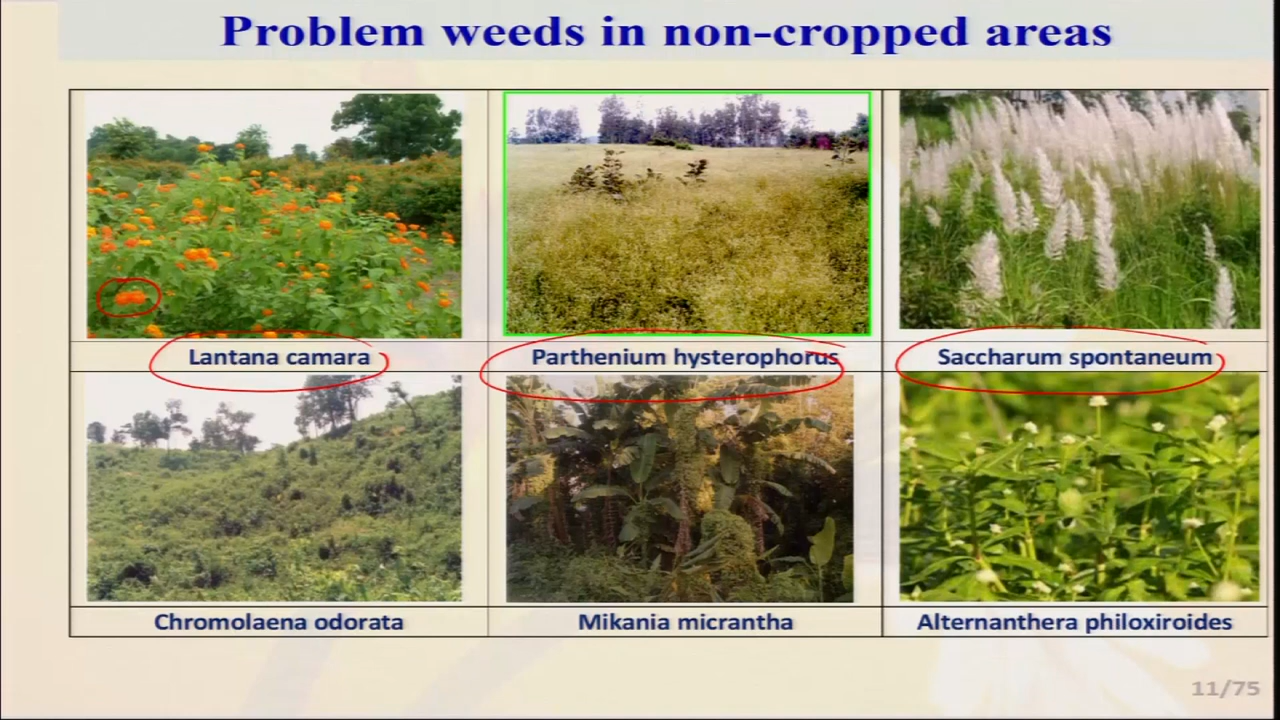 Problem weeds in non-cropped areas
Lantana camara
Parthenium hysterophorus
Saccharum spontaneum
Chromolaena odorata
Mikania micrantha
Alternanthera philoxiroides
11/75